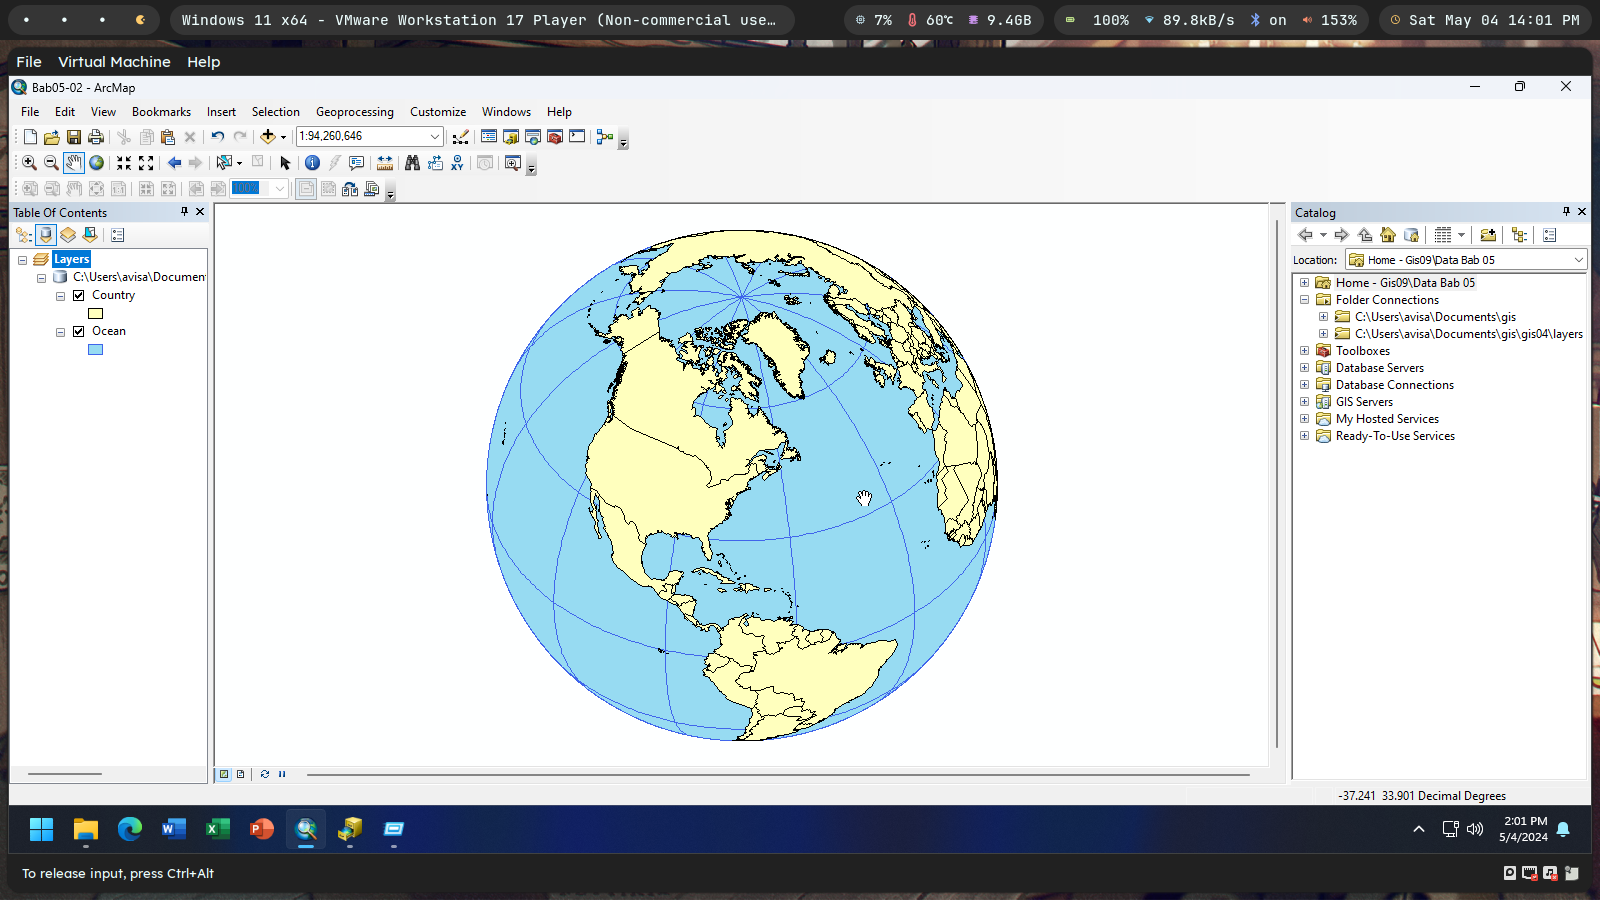 Windows 11 x64 - VMware Workstation 17 Player (Non-commercial use…
7%
60℃
9.4GB
100%
89.8kB/s
on
153%
Sat May 04 14:01 PM
File Virtual Machine Help
Bab05-02 - ArcMap
File Edit View Bookmarks Insert Selection Geoprocessing Customize Windows Help
1:94,260,646
100%
Table Of Contents
Layers
C:\Users\avisa\Documen
Country
Ocean
Catalog
Location: Home - Gis09\Data Bab 05
Home - Gis09\Data Bab 05
Folder Connections
C:\Users\avisa\Documents\gis
C:\Users\avisa\Documents\gis\gis04\layers
Toolboxes
Database Servers
Database Connections
GIS Servers
My Hosted Services
Ready-To-Use Services
-37.241 33.901 Decimal Degrees
2:01 PM
5/4/2024
To release input, press Ctrl+Alt